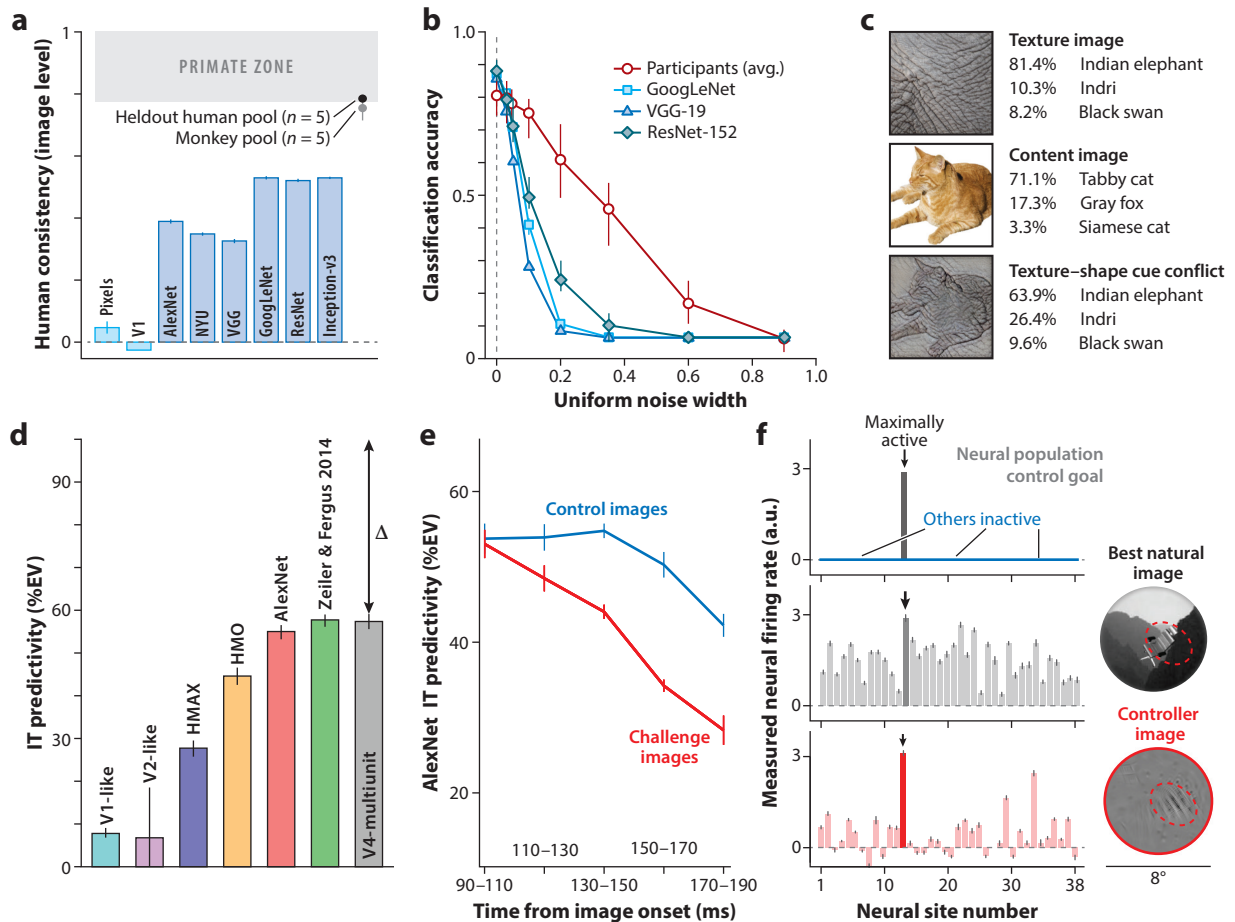 a
Human consistency (image level)
1
0
PRIMATE ZONE
Heldout human pool (n = 5)
Monkey pool (n = 5)
Pixels
V1
AlexNet
NYU
VGG
GoogLeNet
ResNet
Inception-v3
b
Classification accuracy
1.0
0.5
0
Participants (avg.)
GoogLeNet
VGG-19
ResNet-152
0 0.2 0.4 0.6 0.8 1.0
Uniform noise width
c
Texture image
81.4% Indian elephant
10.3% Indri
8.2% Black swan
Content image
71.1% Tabby cat
17.3% Gray fox
3.3% Siamese cat
Texture–shape cue conflict
63.9% Indian elephant
26.4% Indri
9.6% Black swan
d
IT predictivity (%EV)
90
60
30
0
V1-like
V2-like
HMAX
HMO
AlexNet
Zeiler & Fergus 2014
V4-multiunit
Δ
e
AlexNet IT predictivity (%EV)
60
40
20
Control images
Challenge
images
110–130 150–170
90–110 130–150 170–190
Time from image onset (ms)
f
Measured neural firing rate (a.u.)
Maximally
active
Neural population
control goal
Others inactive
3
0
1 10 20 30 38
3
0
Best natural
image
3
0
Controller
image
1 10 20 30 38
Neural site number
8°